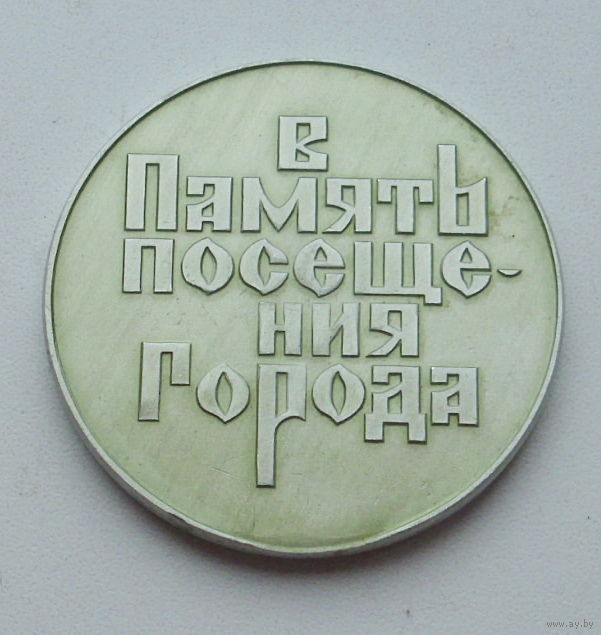 в
Память
посеще-
ния
города
www.ay.by